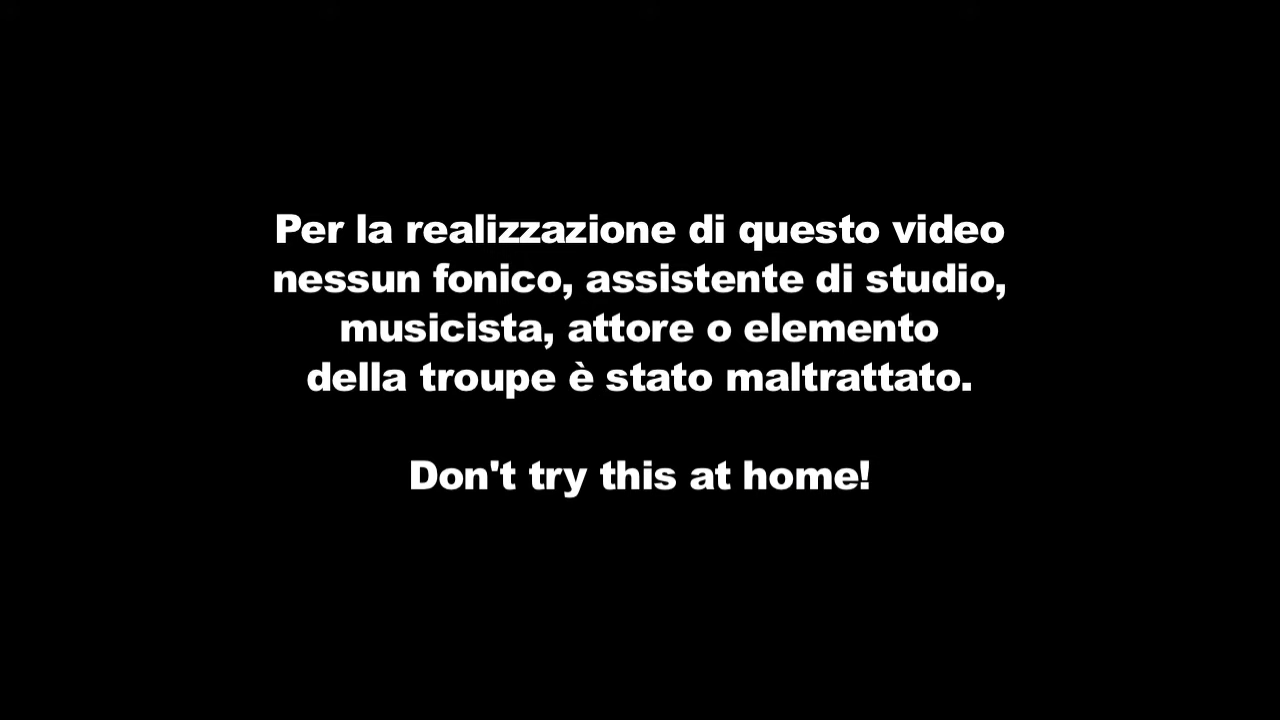 Per la realizzazione di questo video
nessun fonico, assistente di studio,
musicista, attore o elemento
della troupe è stato maltrattato.
Don't try this at home!